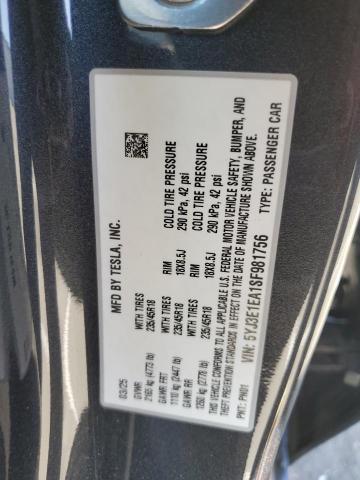 MFD BY TESLA, INC.
03/25
GVWR
2165 kg (4773 lb)
GAWR FRT WITH TIRES RIM COLD TIRE PRESSURE
1110 kg (2447 lb) 235/45R18 18X8.5J 290 kPa, 42 psi
GAWR RR WITH TIRES RIM COLD TIRE PRESSURE
1260 kg (2778 lb) 235/45R18 18X8.5J 290 kPa, 42 psi
THIS VEHICLE CONFORMS TO ALL APPLICABLE U.S. FEDERAL MOTOR VEHICLE SAFETY, BUMPER, AND
THEFT PREVENTION STANDARDS IN EFFECT ON THE DATE OF MANUFACTURE SHOWN ABOVE.
VIN: 5YJ3E1EA1SF981756 TYPE: PASSENGER CAR
PNT: PN01